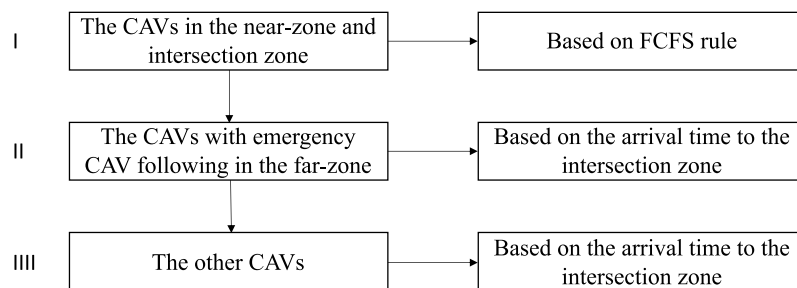 I
The CAVs in the near-zone and
intersection zone
Based on FCFS rule
II
The CAVs with emergency
CAV following in the far-zone
Based on the arrival time to the
intersection zone
IIII
The other CAVs
Based on the arrival time to the
intersection zone